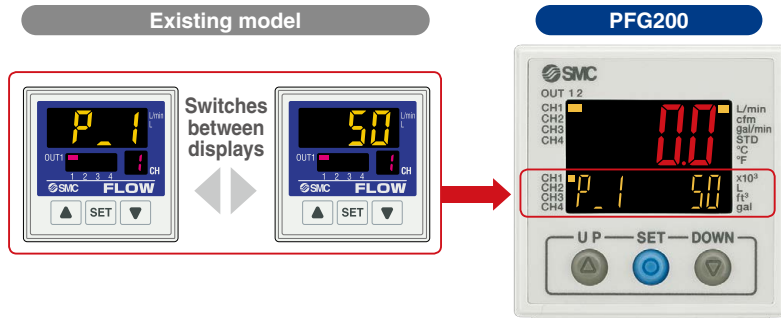 Existing model
PFG200
P_1
L/min
L
OUT1
1
CH
1 2 3 4
SMC FLOW
SET
Switches
between
displays
50
L/min
L
OUT1
1
CH
1 2 3 4
SMC FLOW
SET
SMC
OUT 1 2
CH1
CH2
CH3
CH4
0.0
L/min
cfm
gal/min
STD
°C
°F
CH1
CH2
CH3
CH4
P_1 50
x10³
L
ft³
gal
UP SET DOWN